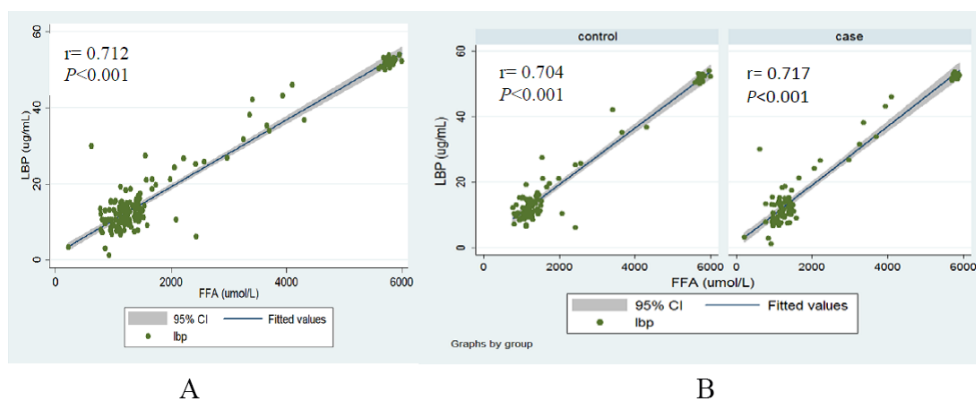 r= 0.712
P<0.001
60
40
20
0
LBP (ug/mL)
0 2000 4000 6000
FFA (umol/L)
95% CI Fitted values
lbp
A
control case
r= 0.704
P<0.001
r= 0.717
P<0.001
60
40
20
0
LBP (ug/mL)
0 2000 4000 6000 0 2000 4000 6000
FFA (umol/L)
95% CI Fitted values
lbp
Graphs by group
B